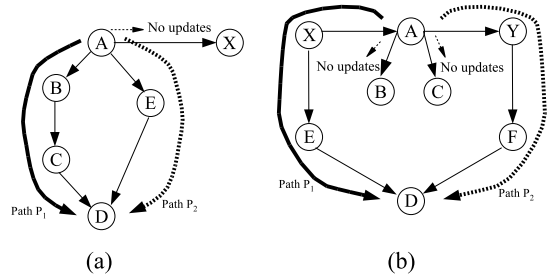 No updates
A
X
B
E
C
D
Path P1
Path P2
(a)
X
A
Y
No updates
No updates
B
C
E
F
D
Path P1
Path P2
(b)